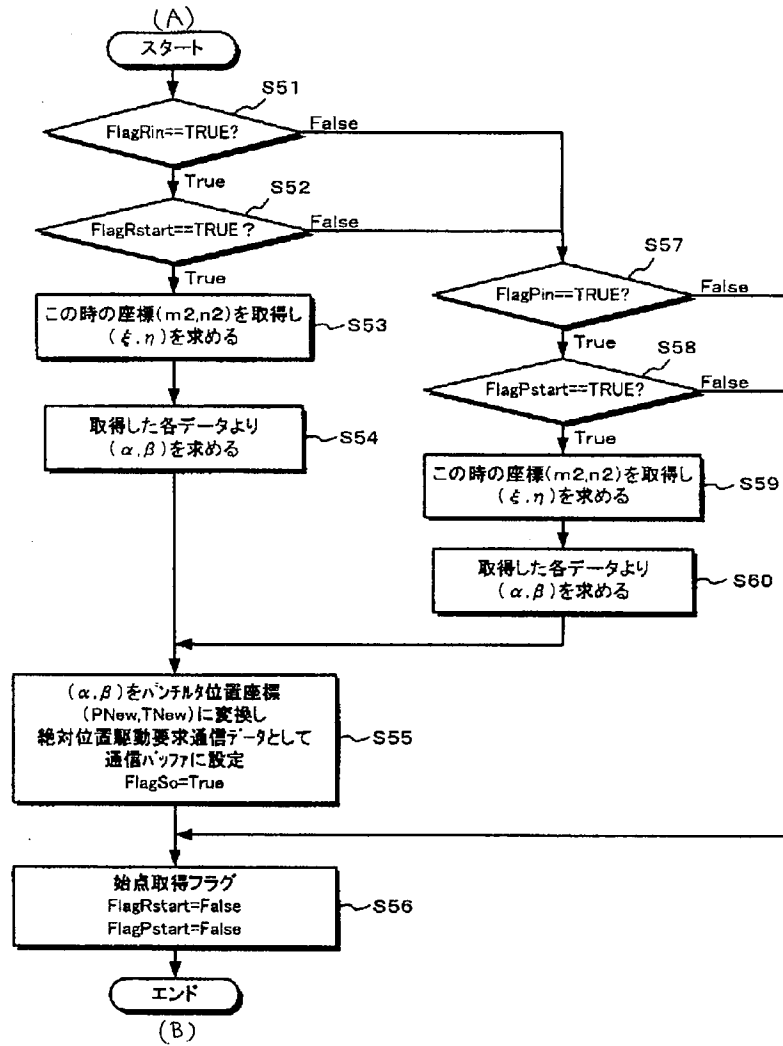 (A)
スタート
S51
FlagRin==TRUE?
False
True
S52
FlagRstart==TRUE?
False
True
S57
FlagPin==TRUE?
False
True
この時の座標(m2,n2)を取得し
(ξ,η)を求める
S53
S58
FlagPstart==TRUE?
False
True
取得した各データより
(α,β)を求める
S54
この時の座標(m2,n2)を取得し
(ξ,η)を求める
S59
取得した各データより
(α,β)を求める
S60
(α,β)をパンチルタ位置座標
(PNew,TNew)に変換し
絶対位置駆動要求通信データとして
通信バッファに設定
FlagSo=True
S55
始点取得フラグ
FlagRstart=False
FlagPstart=False
S56
エンド
(B)